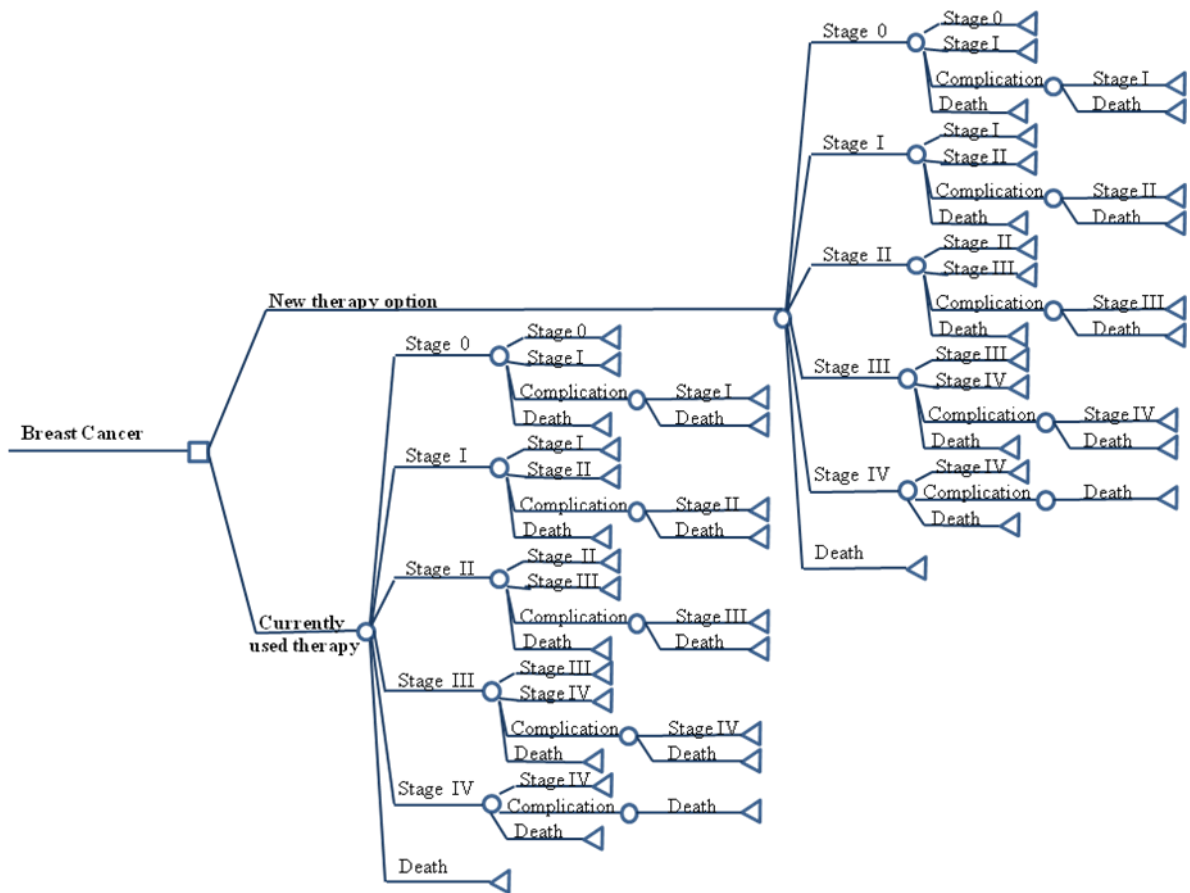 Breast Cancer
New therapy option
Stage 0
Stage 0
Stage I
Complication
Stage I
Death
Death
Stage I
Stage I
Stage II
Complication
Stage II
Death
Death
Stage II
Stage II
Stage III
Complication
Stage III
Death
Death
Stage III
Stage III
Stage IV
Complication
Stage IV
Death
Death
Stage IV
Stage IV
Complication
Death
Death
Death
Currently
used therapy
Stage 0
Stage 0
Stage I
Complication
Stage I
Death
Death
Stage I
Stage I
Stage II
Complication
Stage II
Death
Death
Stage II
Stage II
Stage III
Complication
Stage III
Death
Death
Stage III
Stage III
Stage IV
Complication
Stage IV
Death
Death
Stage IV
Stage IV
Complication
Death
Death
Death